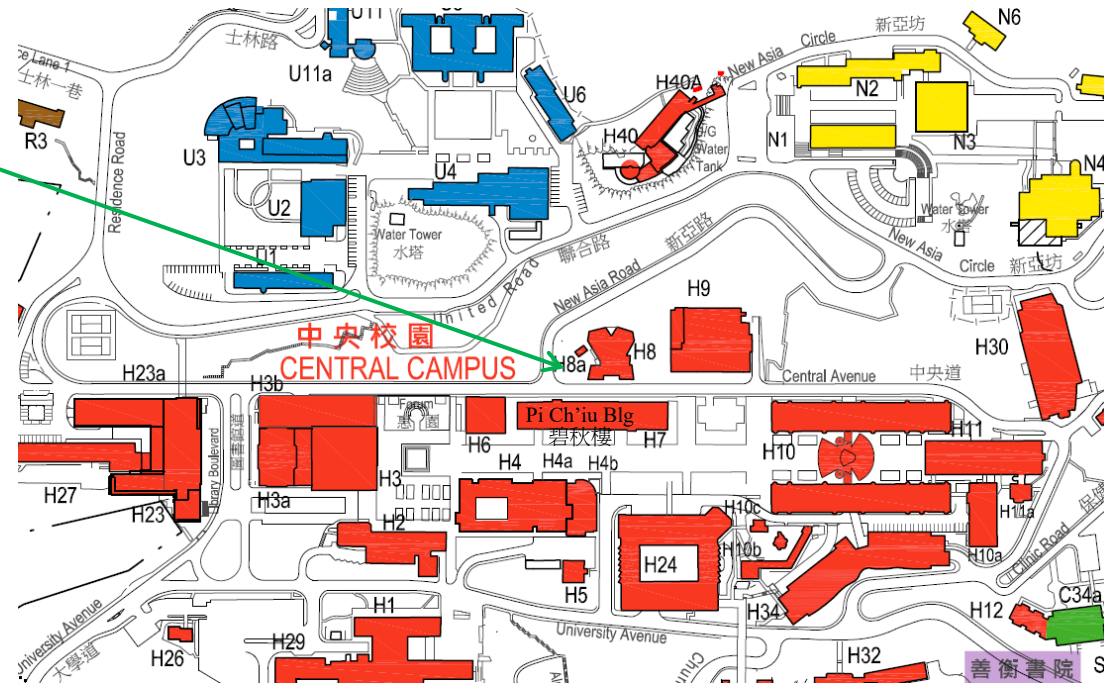 U11
士林路
U11a
士林一巷
R3
Residence Road
U3
U2
U4
U6
Water Tower
水塔
United Road
聯合路
New Asia Road
新亞路
H40A
H40
Water
Tank
New Asia Circle
新亞坊
N6
N2
N1
N3
N4
Water Tower
水塔
New Asia Circle
新亞坊
中央校園
CENTRAL CAMPUS
H8a
H8
H9
H30
Central Avenue
中央道
H23a
H3b
Forum
H6
Pi Ch'iu Blg
碧秋樓
H7
H10
H11
圖書館道
Library Boulevard
H27
H23
H3a
H3
H4
H4a
H4b
H2
H24
H10c
H10b
H11a
H10a
Clinic Road
H5
H34
H12
C34a
University Avenue
大學道
H26
H1
H29
University Avenue
H32
善衡書院
S